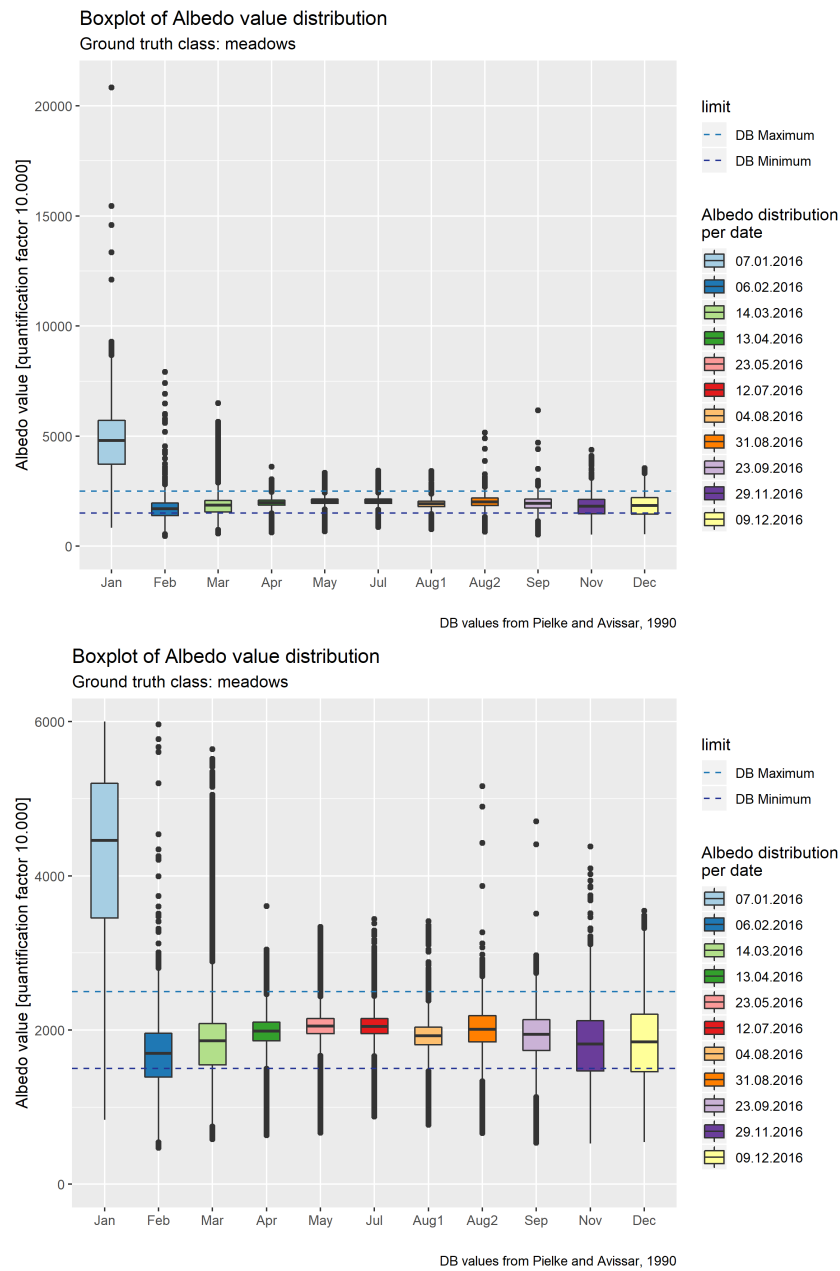 Boxplot of Albedo value distribution
Ground truth class: meadows
Albedo value [quantification factor 10.000]
20000
15000
10000
5000
0
Jan Feb Mar Apr May Jul Aug1 Aug2 Sep Nov Dec
limit
DB Maximum
DB Minimum
Albedo distribution
per date
07.01.2016
06.02.2016
14.03.2016
13.04.2016
23.05.2016
12.07.2016
04.08.2016
31.08.2016
23.09.2016
29.11.2016
09.12.2016
DB values from Pielke and Avissar, 1990
Boxplot of Albedo value distribution
Ground truth class: meadows
Albedo value [quantification factor 10.000]
6000
4000
2000
0
Jan Feb Mar Apr May Jul Aug1 Aug2 Sep Nov Dec
limit
DB Maximum
DB Minimum
Albedo distribution
per date
07.01.2016
06.02.2016
14.03.2016
13.04.2016
23.05.2016
12.07.2016
04.08.2016
31.08.2016
23.09.2016
29.11.2016
09.12.2016
DB values from Pielke and Avissar, 1990